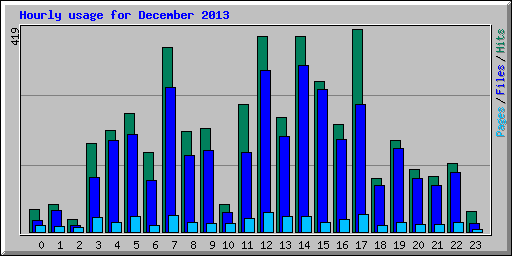 Hourly usage for December 2013
419
Pages / Files / Hits
0 1 2 3 4 5 6 7 8 9 10 11 12 13 14 15 16 17 18 19 20 21 22 23